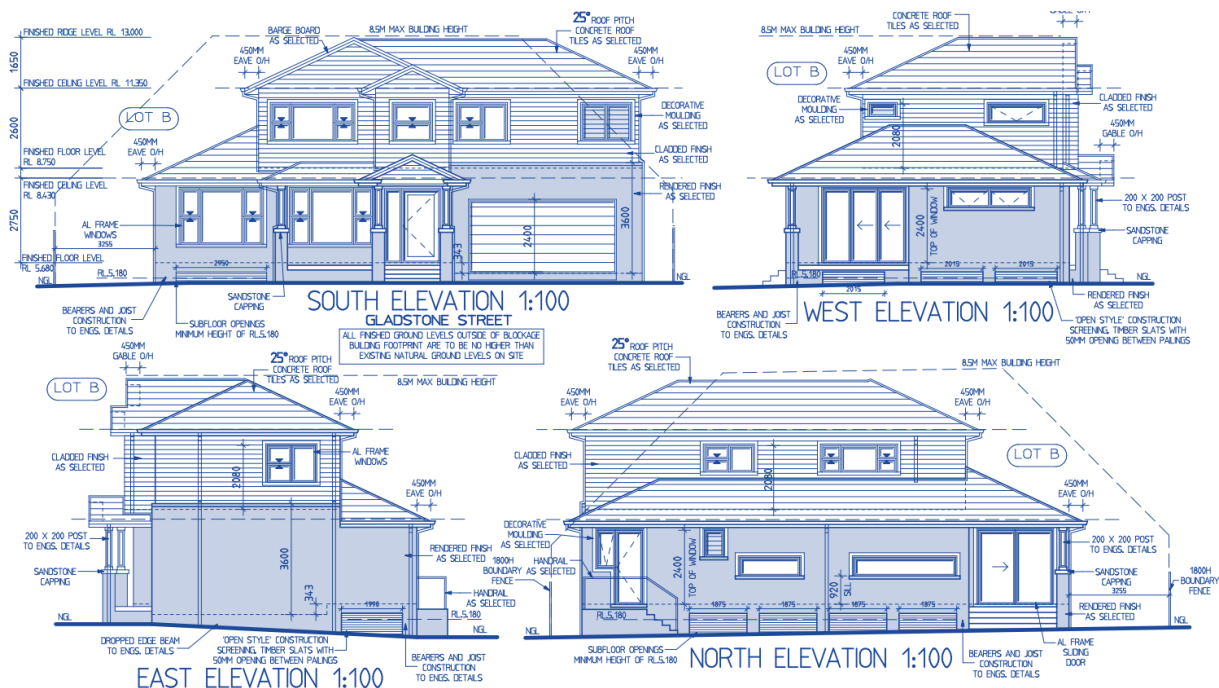 FINISHED RIDGE LEVEL RL 13.000
1650
FINISHED CEILING LEVEL RL 11.350
2600
FINISHED FLOOR LEVEL
RL 8.750
FINISHED CEILING LEVEL
RL 8.430
2750
FINISHED FLOOR LEVEL
RL 5.680
NGL
LOT B
450MM
EAVE O/H
450MM
EAVE O/H
BARGE BOARD
AS SELECTED
8.5M MAX BUILDING HEIGHT
25° ROOF PITCH
CONCRETE ROOF
TILES AS SELECTED
450MM
EAVE O/H
DECORATIVE
MOULDING
AS SELECTED
CLADDED FINISH
AS SELECTED
RENDERED FINISH
AS SELECTED
AL FRAME
WINDOWS
3255
RL.5.180
2950
343
2400
3600
BEARERS AND JOIST
CONSTRUCTION
TO ENGS. DETAILS
SUBFLOOR OPENINGS
MINIMUM HEIGHT OF RL.5.180
SANDSTONE
CAPPING
SOUTH ELEVATION 1:100
GLADSTONE STREET
ALL FINISHED GROUND LEVELS OUTSIDE OF BLOCKAGE
BUILDING FOOTPRINT ARE TO BE NO HIGHER THAN
EXISTING NATURAL GROUND LEVELS ON SITE
CONCRETE ROOF
TILES AS SELECTED
8.5M MAX BUILDING HEIGHT
450MM
EAVE O/H
LOT B
DECORATIVE
MOULDING
AS SELECTED
2080
CLADDED FINISH
AS SELECTED
450MM
GABLE O/H
200 X 200 POST
TO ENGS. DETAILS
SANDSTONE
CAPPING
2400
TOP OF WINDOW
RL.5.180
2015
2015
2015
NGL
BEARERS AND JOIST
CONSTRUCTION
TO ENGS. DETAILS
WEST ELEVATION 1:100
RENDERED FINISH
AS SELECTED
'OPEN STYLE' CONSTRUCTION
SCREENING, TIMBER SLATS WITH
50MM OPENING BETWEEN PAILINGS
450MM
GABLE O/H
LOT B
25° ROOF PITCH
CONCRETE ROOF
TILES AS SELECTED
8.5M MAX BUILDING HEIGHT
450MM
EAVE O/H
CLADDED FINISH
AS SELECTED
2080
AL FRAME
WINDOWS
450MM
EAVE O/H
200 X 200 POST
TO ENGS. DETAILS
SANDSTONE
CAPPING
3600
343
RENDERED FINISH
AS SELECTED
HANDRAIL
AS SELECTED
RL.5.180
1990
NGL
NGL
DROPPED EDGE BEAM
TO ENGS. DETAILS
'OPEN STYLE' CONSTRUCTION
SCREENING, TIMBER SLATS WITH
50MM OPENING BETWEEN PAILINGS
BEARERS AND JOIST
CONSTRUCTION
TO ENGS. DETAILS
EAST ELEVATION 1:100
25° ROOF PITCH
CONCRETE ROOF
TILES AS SELECTED
8.5M MAX BUILDING HEIGHT
450MM
EAVE O/H
450MM
EAVE O/H
LOT B
CLADDED FINISH
AS SELECTED
2080
450MM
EAVE O/H
DECORATIVE
MOULDING
AS SELECTED
HANDRAIL
AS SELECTED
1800H
BOUNDARY
FENCE
2400
TOP OF WINDOW
920
SILL
200 X 200 POST
TO ENGS. DETAILS
SANDSTONE
CAPPING
3255
1800H
BOUNDARY
FENCE
RENDERED FINISH
AS SELECTED
RL.5.180
1875
1875
1875
1875
NGL
NGL
SUBFLOOR OPENINGS
MINIMUM HEIGHT OF RL.5.180
NORTH ELEVATION 1:100
BEARERS AND JOIST
CONSTRUCTION
TO ENGS. DETAILS
AL FRAME
SLIDING
DOOR